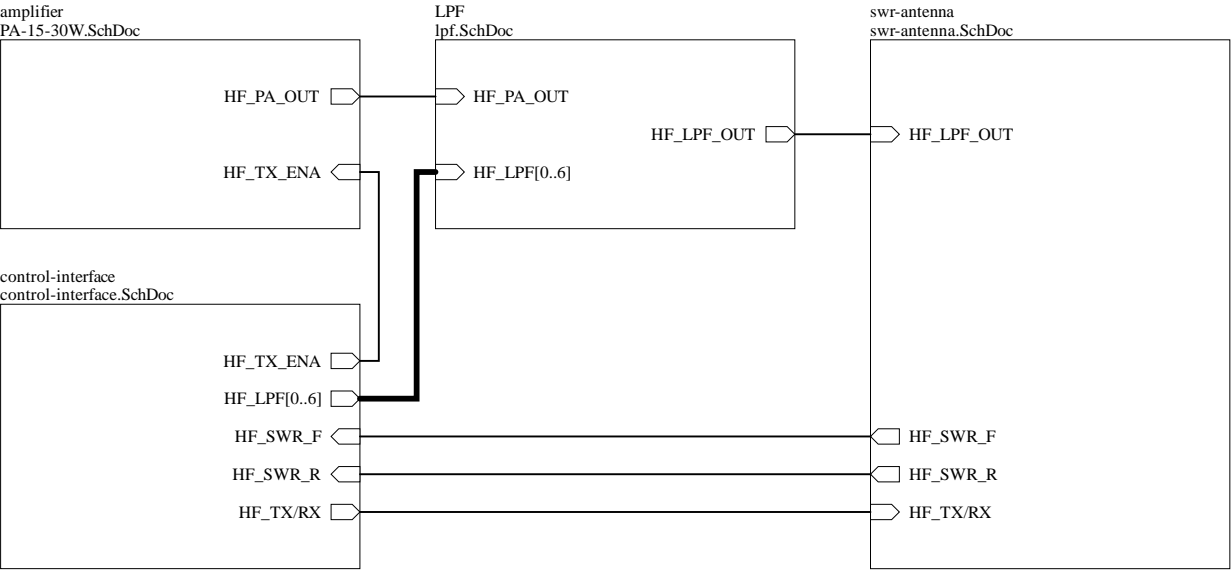 amplifier
PA-15-30W.SchDoc
HF_PA_OUT
HF_TX_ENA
LPF
lpf.SchDoc
HF_PA_OUT
HF_LPF_OUT
HF_LPF[0..6]
swr-antenna
swr-antenna.SchDoc
HF_LPF_OUT
HF_SWR_F
HF_SWR_R
HF_TX/RX
control-interface
control-interface.SchDoc
HF_TX_ENA
HF_LPF[0..6]
HF_SWR_F
HF_SWR_R
HF_TX/RX